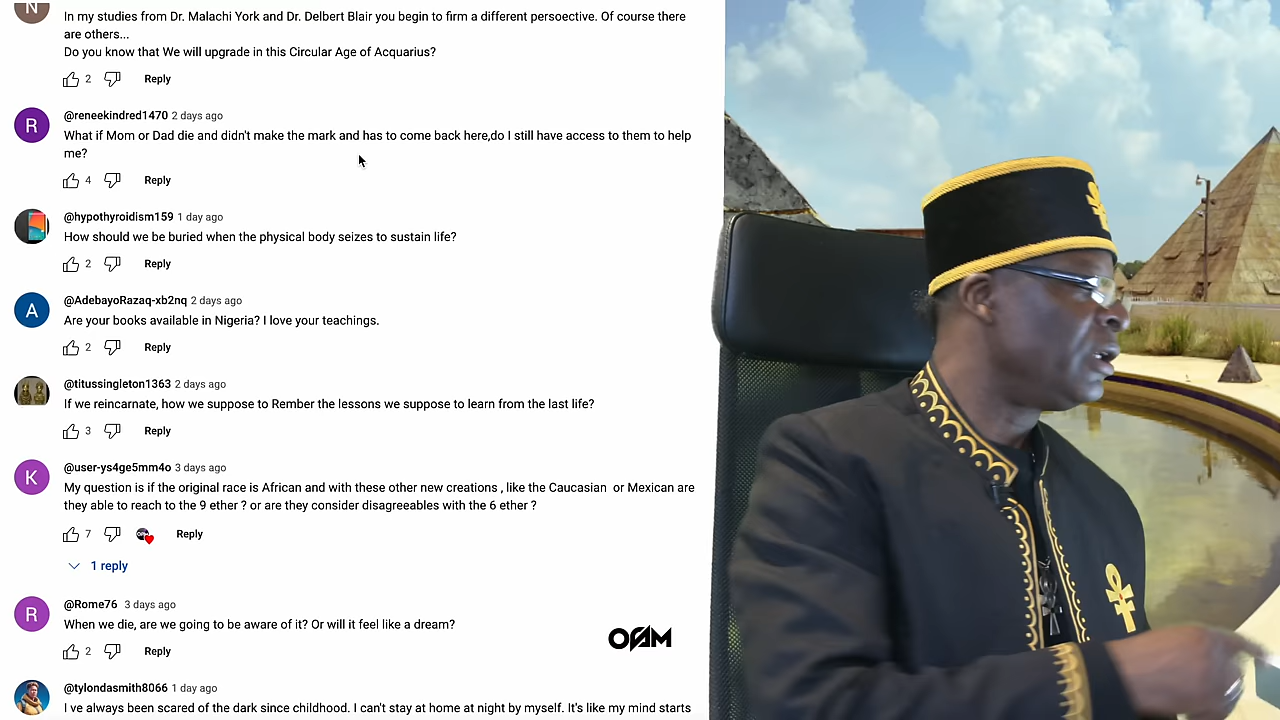 N
In my studies from Dr. Malachi York and Dr. Delbert Blair you begin to firm a different persoective. Of course there
are others...
Do you know that We will upgrade in this Circular Age of Acquarius?
2 Reply
R
@reneekindred1470 2 days ago
What if Mom or Dad die and didn't make the mark and has to come back here,do I still have access to them to help
me?
4 Reply
@hypothyroidism159 1 day ago
How should we be buried when the physical body seizes to sustain life?
2 Reply
A
@AdebayoRazaq-xb2nq 2 days ago
Are your books available in Nigeria? I love your teachings.
2 Reply
@titussingleton1363 2 days ago
If we reincarnate, how we suppose to Rember the lessons we suppose to learn from the last life?
3 Reply
K
@user-ys4ge5mm4o 3 days ago
My question is if the original race is African and with these other new creations , like the Caucasian or Mexican are
they able to reach to the 9 ether ? or are they consider disagreeables with the 6 ether ?
7 Reply
1 reply
R
@Rome76 3 days ago
When we die, are we going to be aware of it? Or will it feel like a dream?
2 Reply
@tylondasmith8066 1 day ago
I ve always been scared of the dark since childhood. I can't stay at home at night by myself. It's like my mind starts